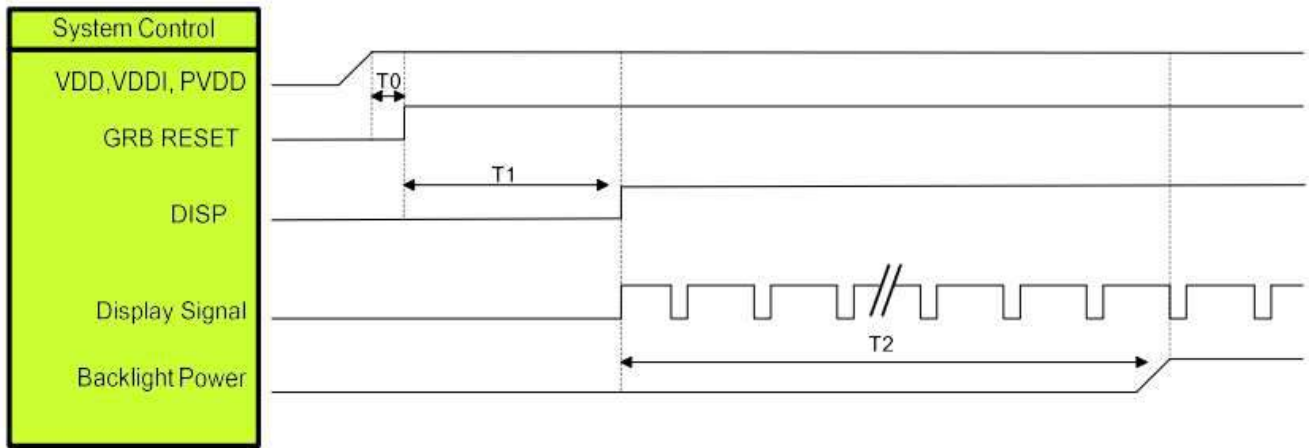 System Control
VDD,VDDI, PVDD
T0
GRB RESET
T1
DISP
Display Signal
T2
Backlight Power